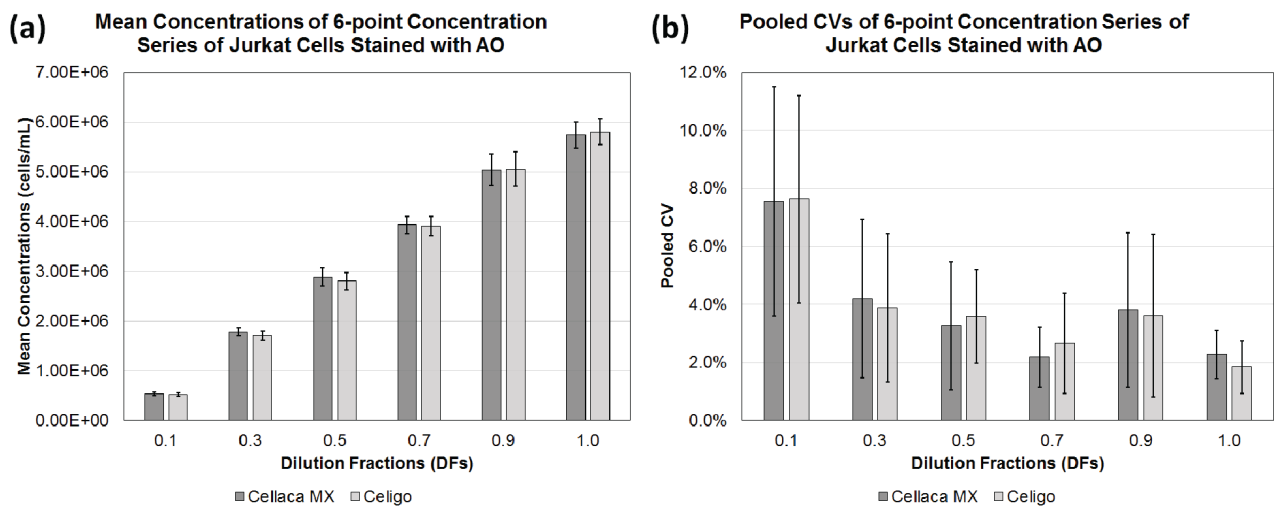 (a)
Mean Concentrations of 6-point Concentration
Series of Jurkat Cells Stained with AO
7.00E+06
6.00E+06
5.00E+06
4.00E+06
3.00E+06
2.00E+06
1.00E+06
0.00E+00
Mean Concentrations (cells/mL)
0.1 0.3 0.5 0.7 0.9 1.0
Dilution Fractions (DFs)
Cellaca MX Celigo
(b)
Pooled CVs of 6-point Concentration Series of
Jurkat Cells Stained with AO
12.0%
10.0%
8.0%
6.0%
4.0%
2.0%
0.0%
Pooled CV
0.1 0.3 0.5 0.7 0.9 1.0
Dilution Fractions (DFs)
Cellaca MX Celigo